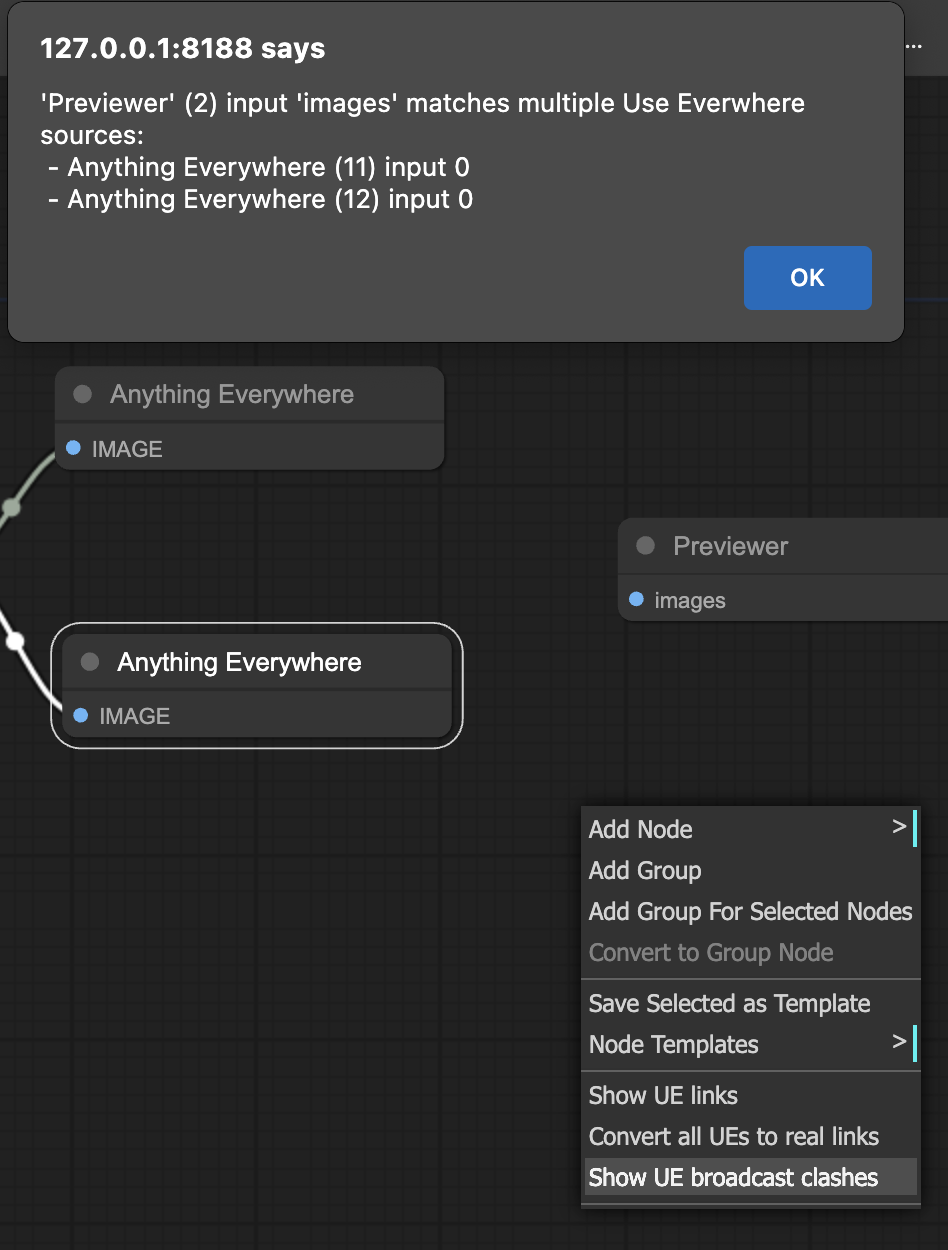 127.0.0.1:8188 says
...
'Previewer' (2) input 'images' matches multiple Use Everwhere
sources:
- Anything Everywhere (11) input 0
- Anything Everywhere (12) input 0
OK
Anything Everywhere
IMAGE
Previewer
images
Anything Everywhere
IMAGE
Add Node >
Add Group
Add Group For Selected Nodes
Convert to Group Node
Save Selected as Template
Node Templates >
Show UE links
Convert all UEs to real links
Show UE broadcast clashes